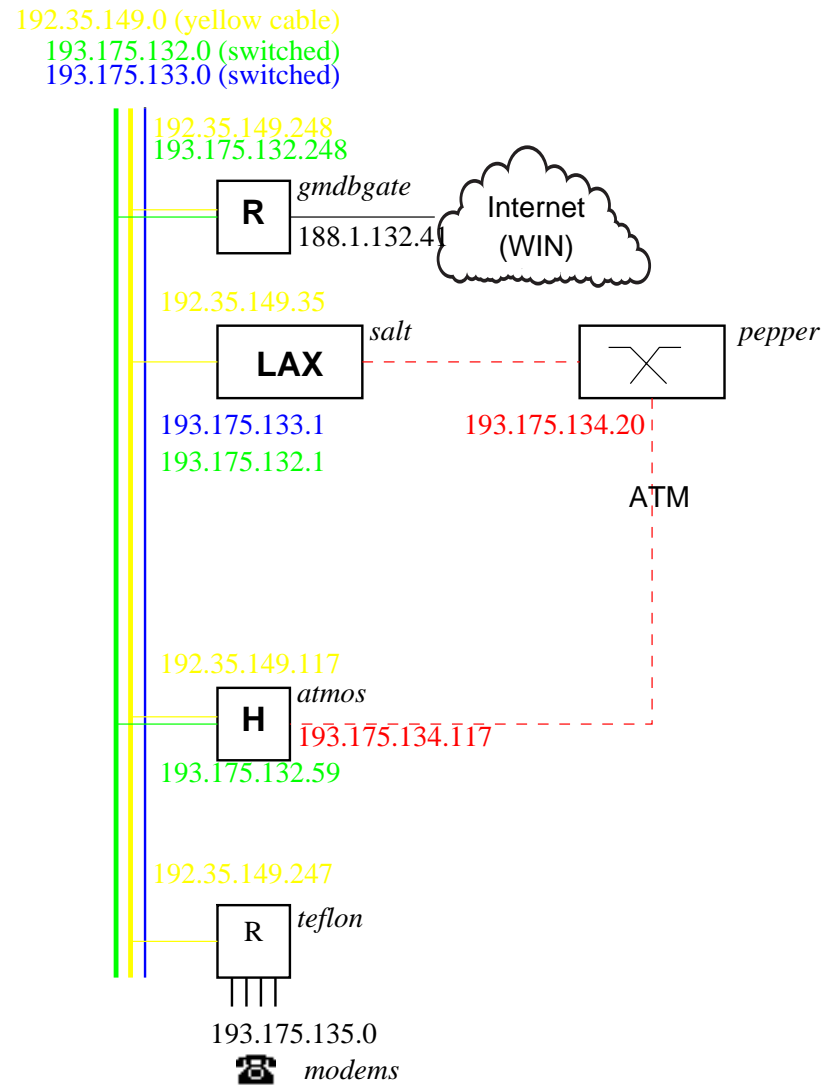 192.35.149.0 (yellow cable)
193.175.132.0 (switched)
193.175.133.0 (switched)
192.35.149.248
193.175.132.248
R
gmdbgate
188.1.132.41
Internet
(WIN)
192.35.149.35
LAX
salt
pepper
193.175.133.1
193.175.132.1
193.175.134.20
ATM
192.35.149.117
H
atmos
193.175.134.117
193.175.132.59
192.35.149.247
R
teflon
193.175.135.0
modems